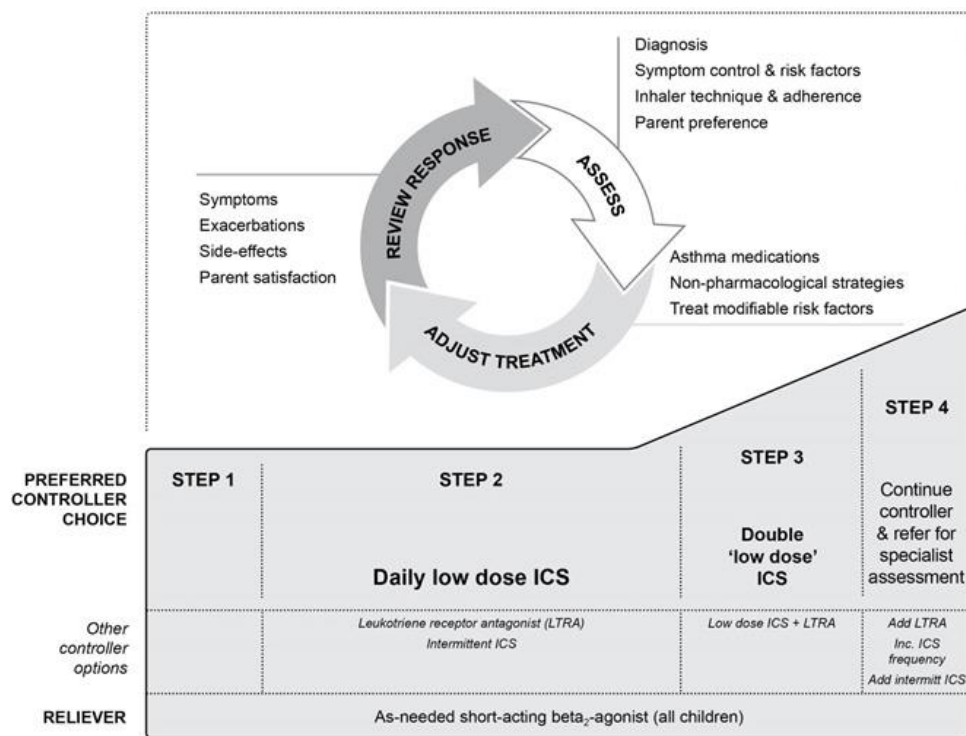 Diagnosis
Symptom control & risk factors
Inhaler technique & adherence
Parent preference
REVIEW RESPONSE
ASSESS
ADJUST TREATMENT
Symptoms
Exacerbations
Side-effects
Parent satisfaction
Asthma medications
Non-pharmacological strategies
Treat modifiable risk factors
PREFERRED
CONTROLLER
CHOICE
STEP 1
STEP 2
Daily low dose ICS
STEP 3
Double
‘low dose’
ICS
STEP 4
Continue
controller
& refer for
specialist
assessment
Other
controller
options
Leukotriene receptor antagonist (LTRA)
Intermittent ICS
Low dose ICS + LTRA
Add LTRA
Inc. ICS
frequency
Add intermitt ICS
RELIEVER
As-needed short-acting beta₂-agonist (all children)